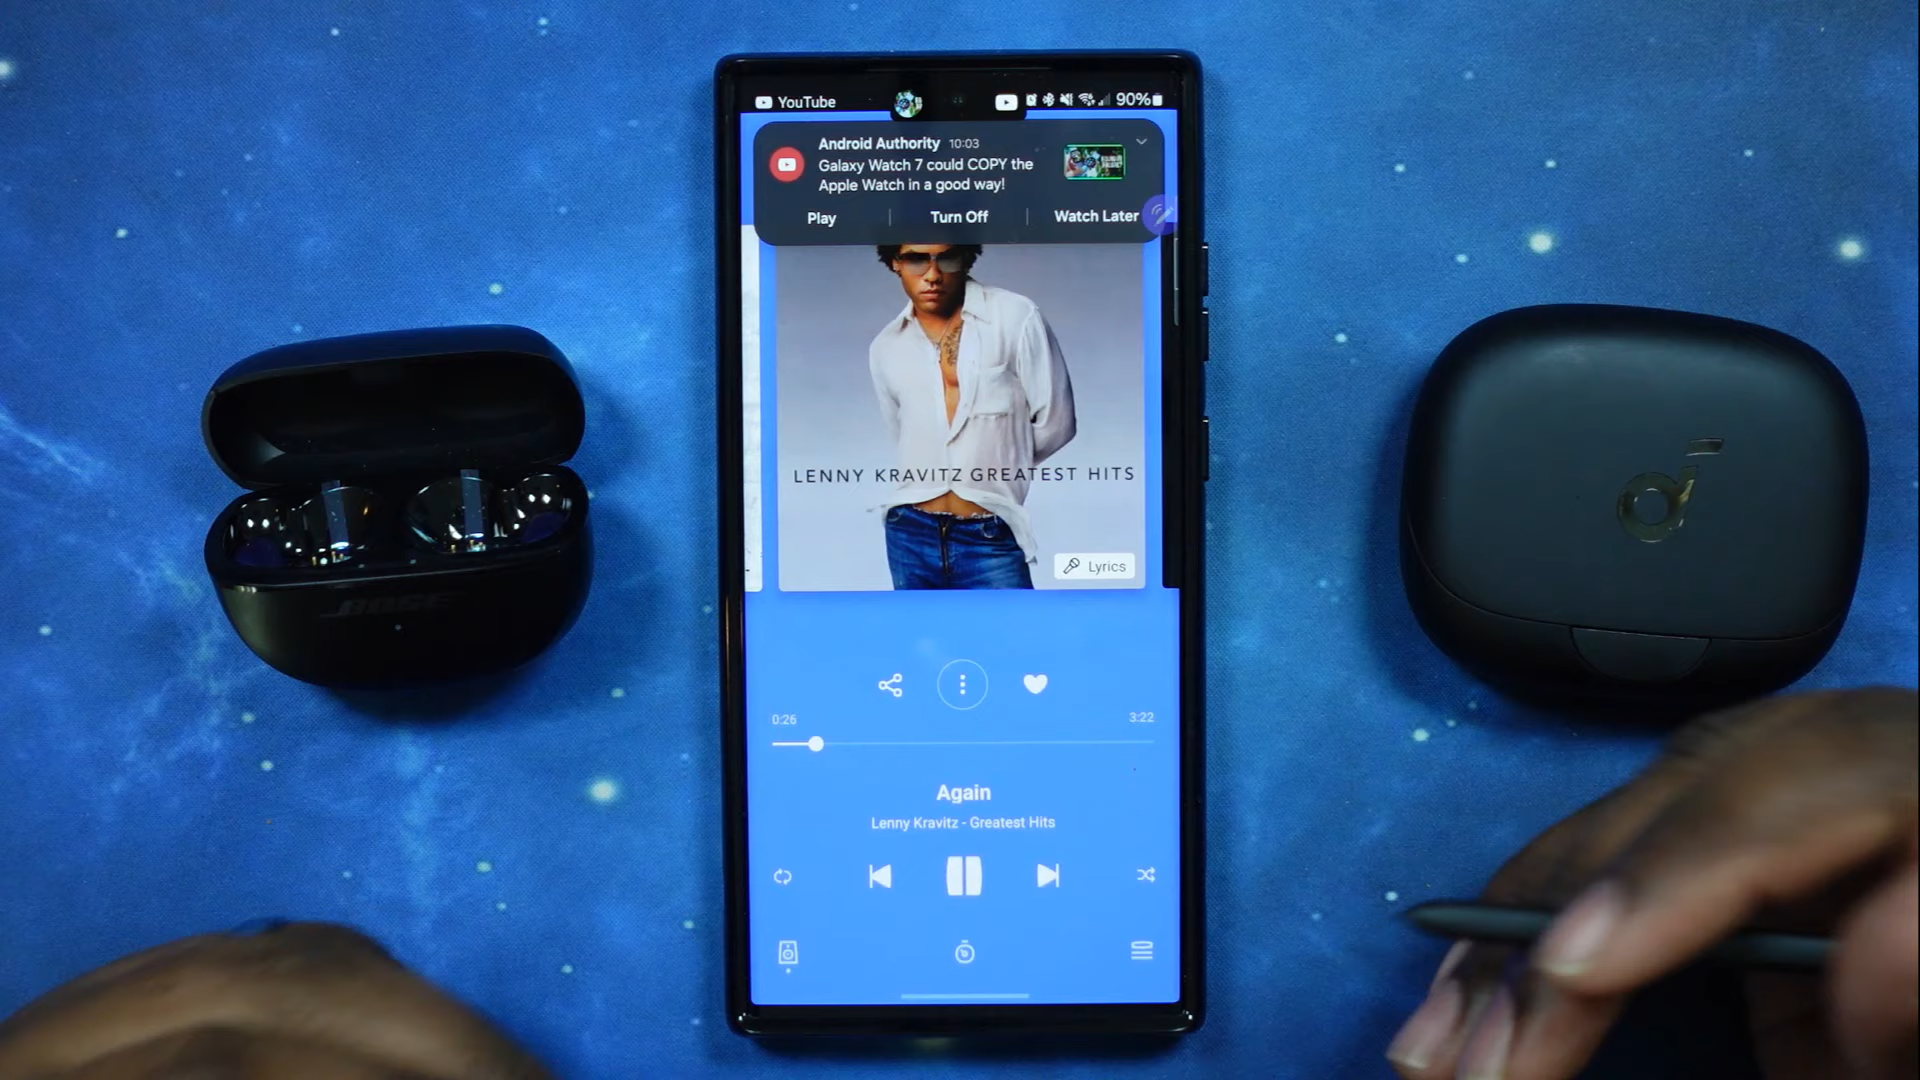 YouTube
90%
Android Authority 10:03
Galaxy Watch 7 could COPY the
Apple Watch in a good way!
Play
Turn Off
Watch Later
LENNY KRAVITZ GREATEST HITS
Lyrics
0:26
3:22
Again
Lenny Kravitz - Greatest Hits
BOSE